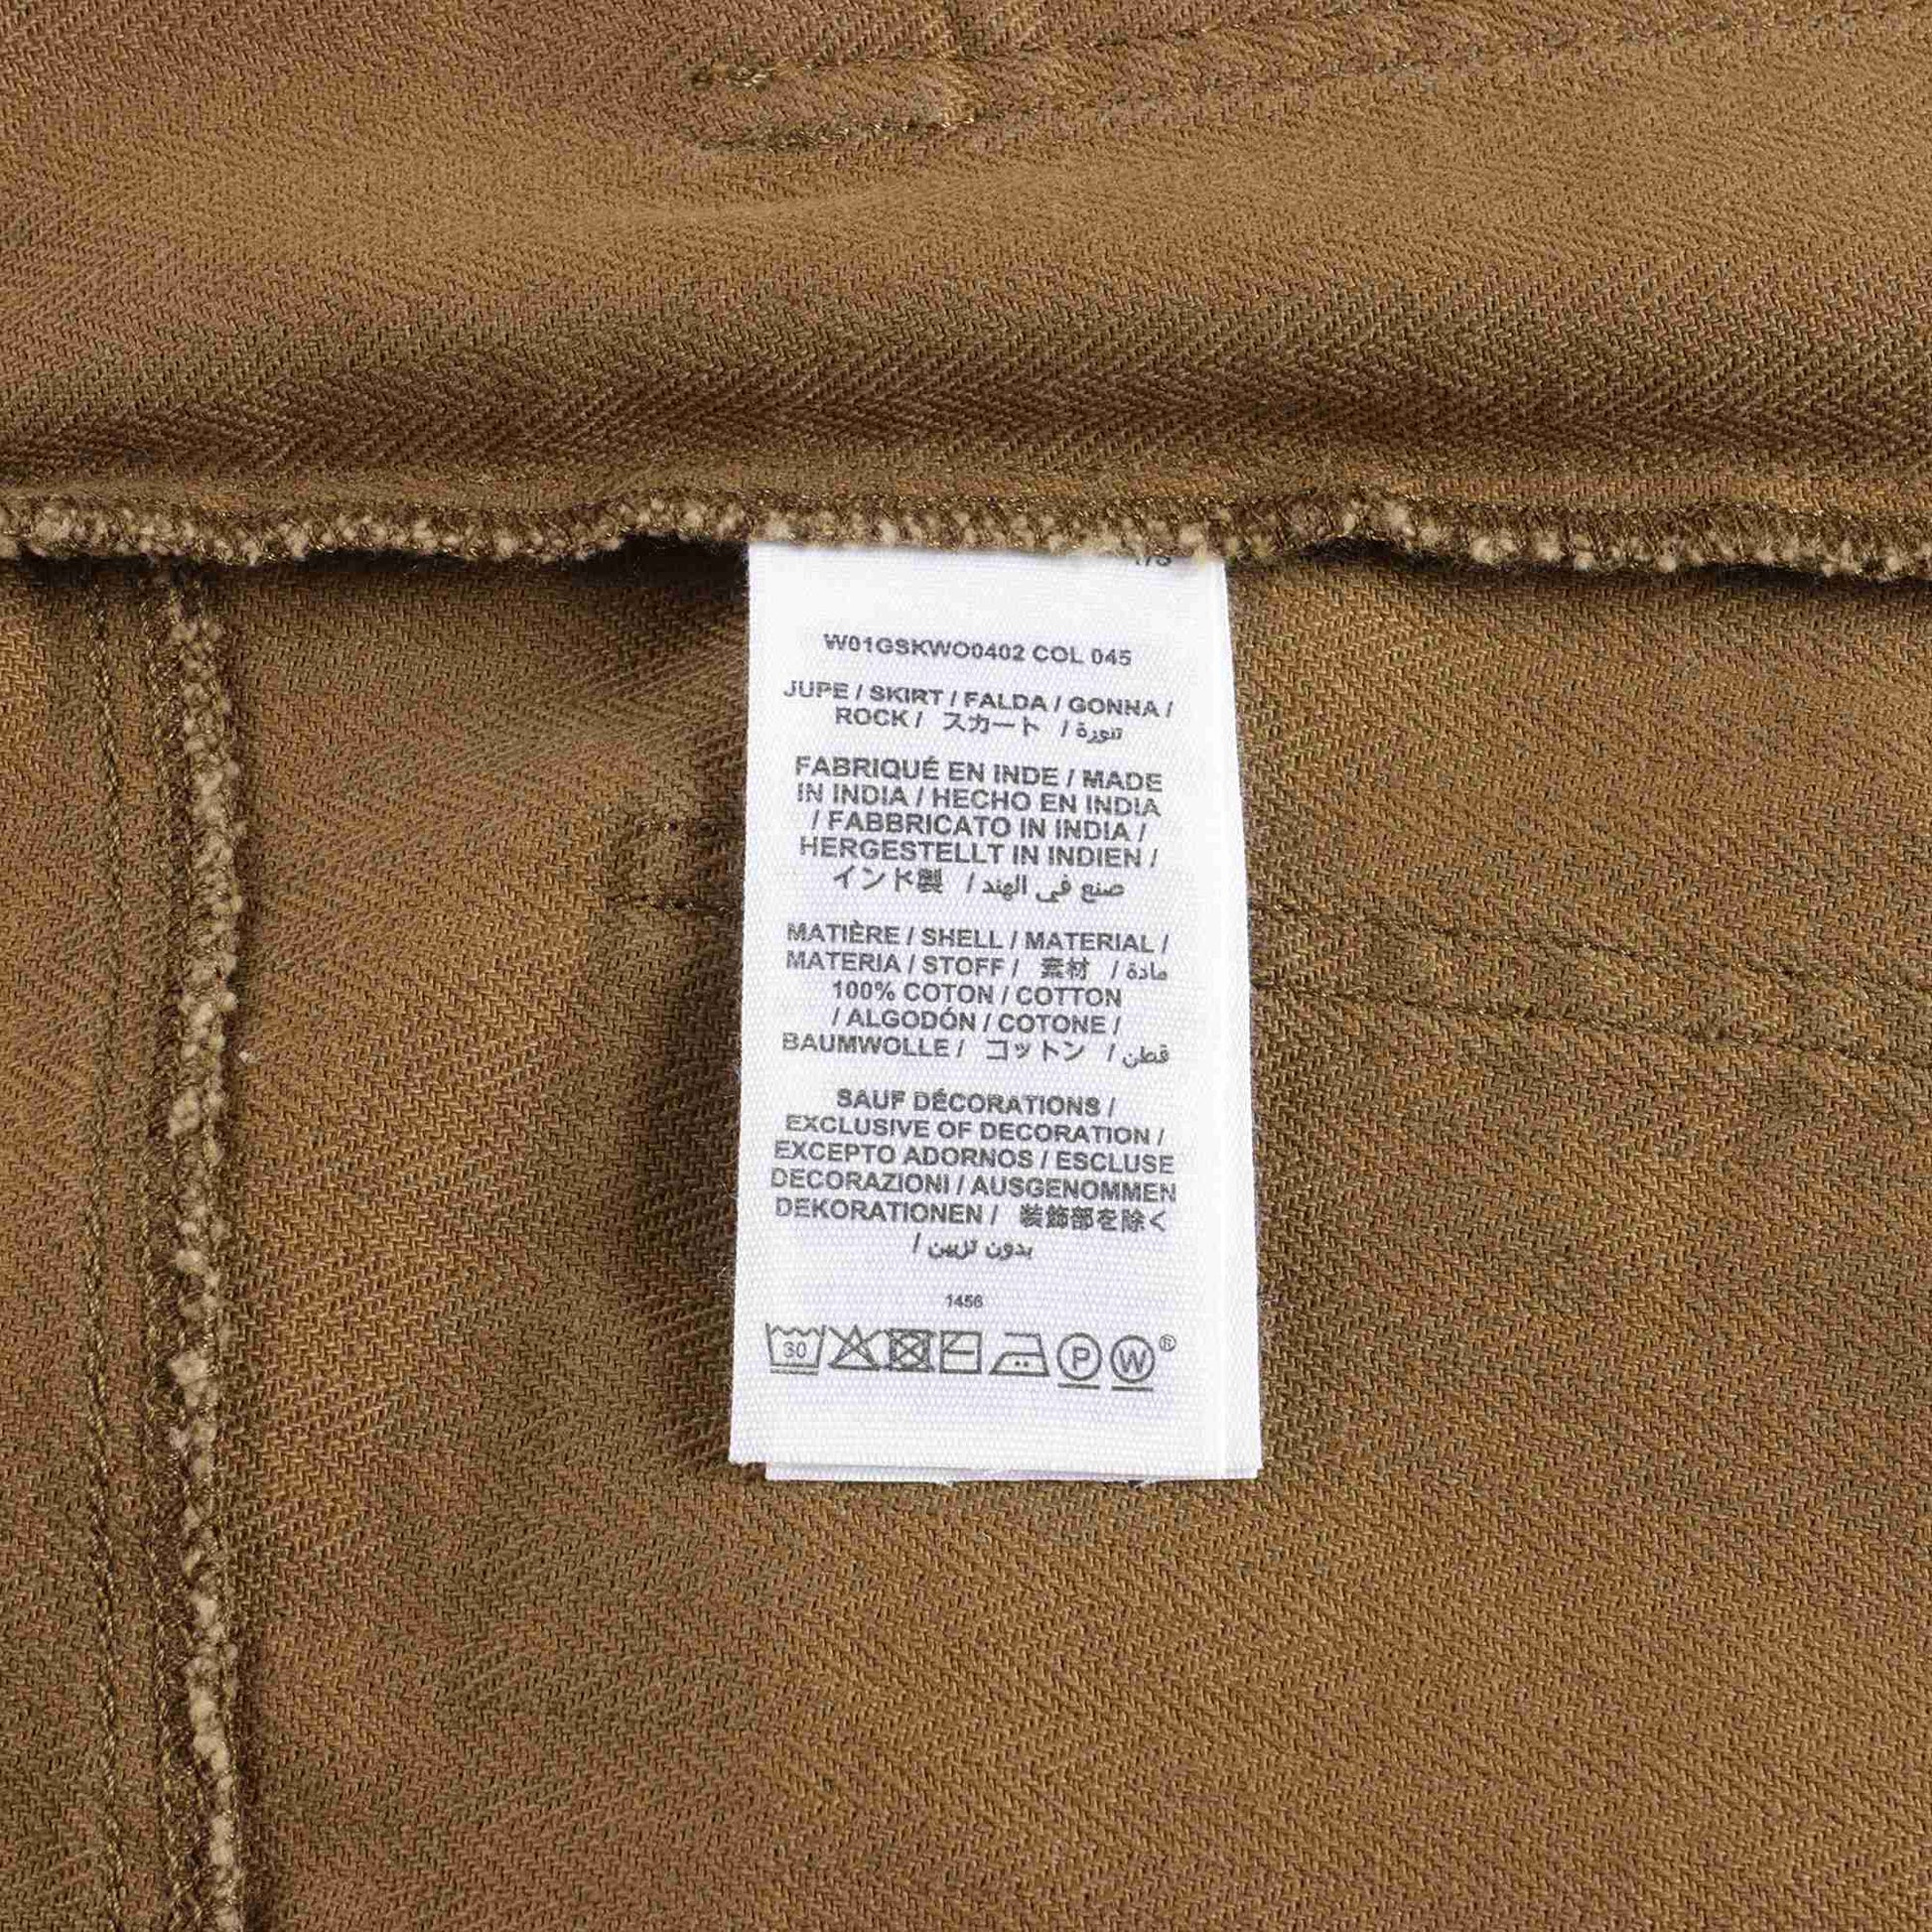 W01GSKWO0402 COL 045
JUPE / SKIRT / FALDA / GONNA /
ROCK / スカート / تنورة
FABRIQUÉ EN INDE / MADE
IN INDIA / HECHO EN INDIA
/ FABBRICATO IN INDIA /
HERGESTELLT IN INDIEN /
インド製 / صنع في الهند
MATIÈRE / SHELL / MATERIAL /
MATERIA / STOFF / 素材 / مادة
100% COTON / COTTON
/ ALGODÓN / COTONE /
BAUMWOLLE / コットン / قطن
SAUF DÉCORATIONS /
EXCLUSIVE OF DECORATION /
EXCEPTO ADORNOS / ESCLUSE
DECORAZIONI / AUSGENOMMEN
DEKORATIONEN / 装飾部を除く
/ بدون تزيين
1456
30 P W®